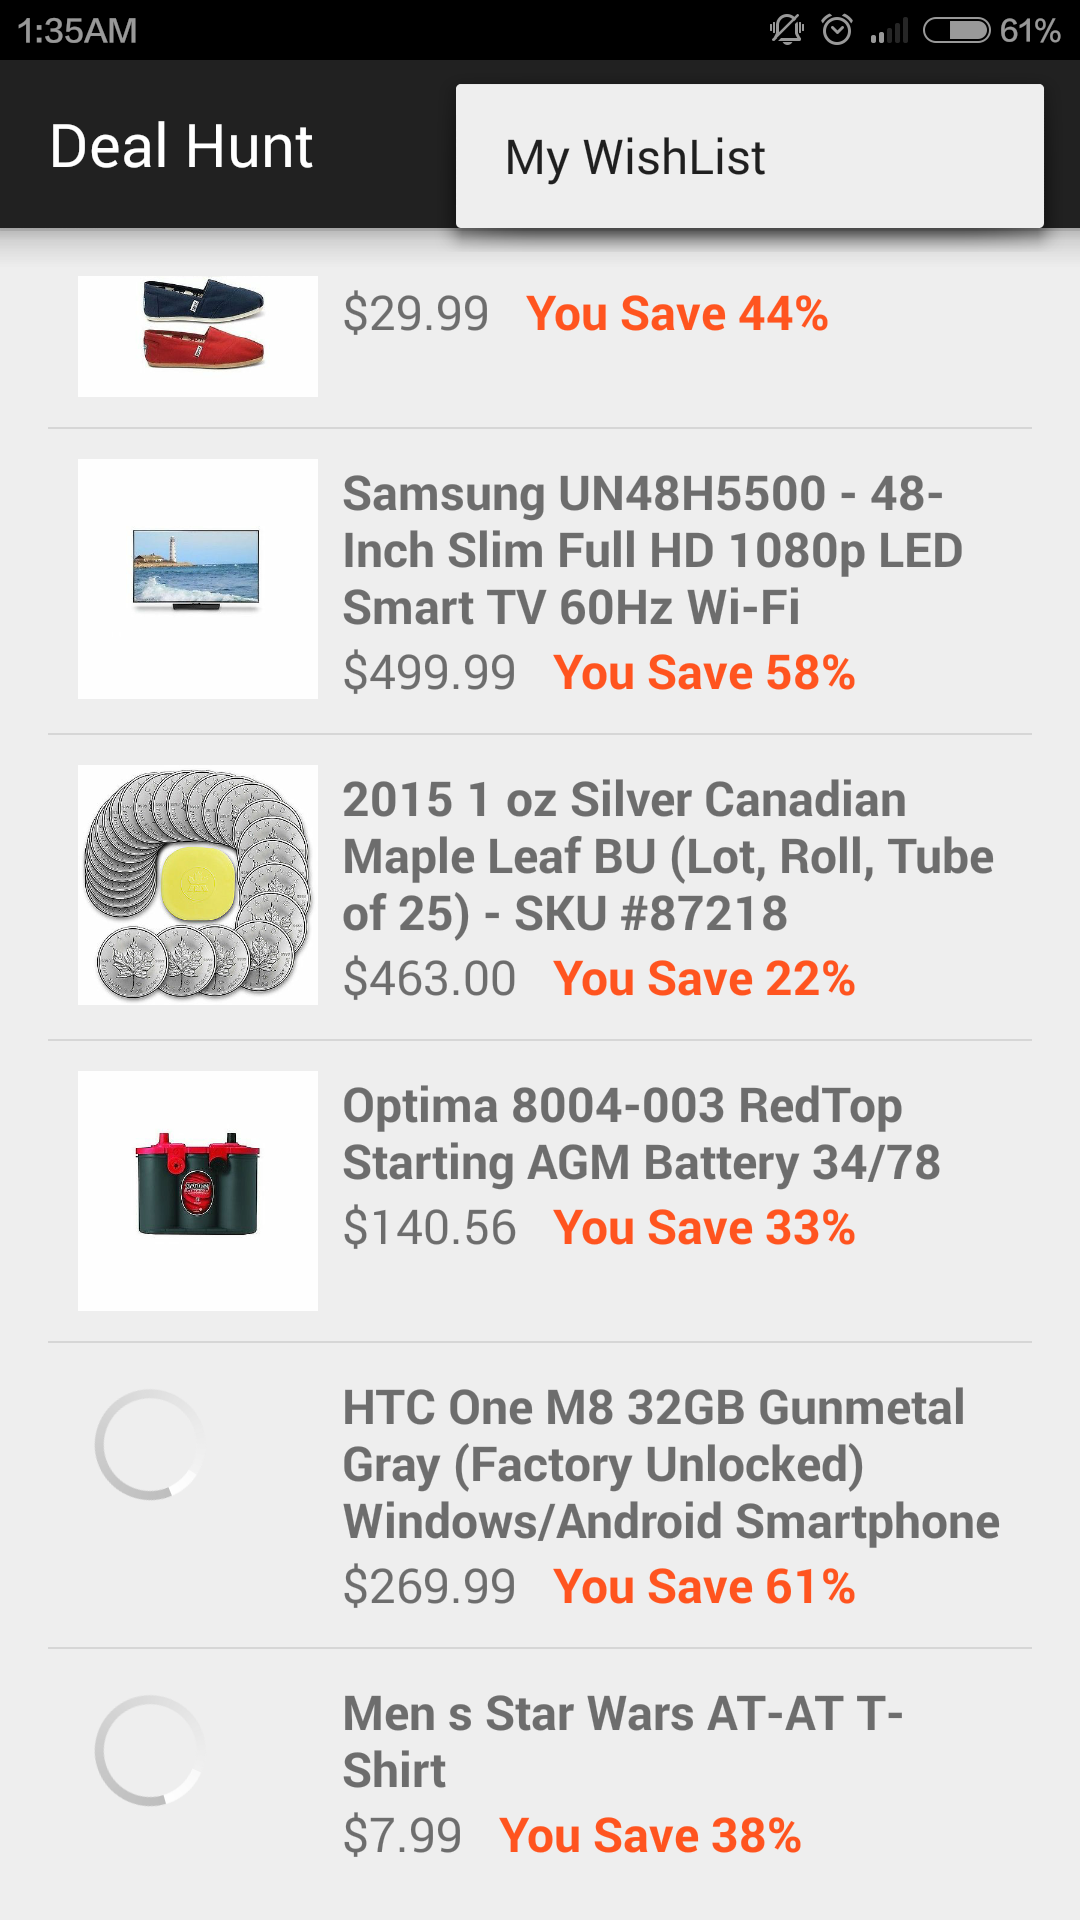 1:35AM
61%
Deal Hunt
My WishList
$29.99 You Save 44%
Samsung UN48H5500 - 48-
Inch Slim Full HD 1080p LED
Smart TV 60Hz Wi-Fi
$499.99 You Save 58%
2015 1 oz Silver Canadian
Maple Leaf BU (Lot, Roll, Tube
of 25) - SKU #87218
$463.00 You Save 22%
Optima 8004-003 RedTop
Starting AGM Battery 34/78
$140.56 You Save 33%
HTC One M8 32GB Gunmetal
Gray (Factory Unlocked)
Windows/Android Smartphone
$269.99 You Save 61%
Men s Star Wars AT-AT T-
Shirt
$7.99 You Save 38%